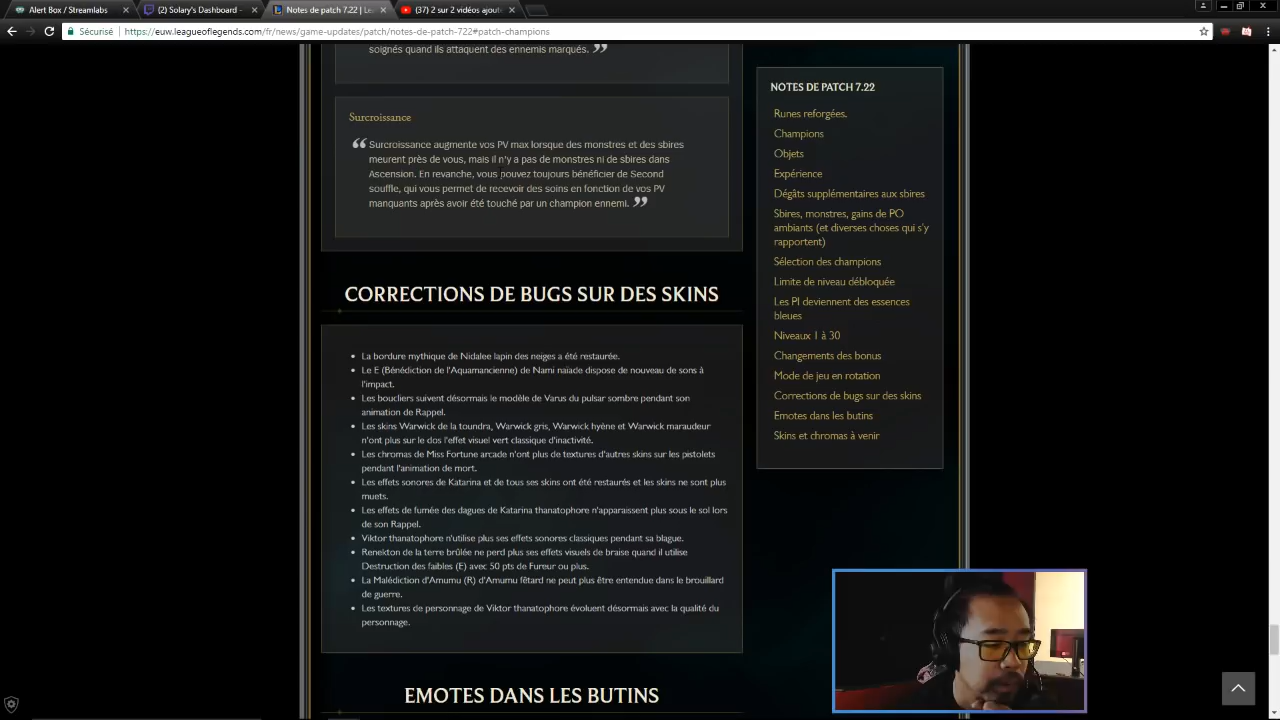 Alert Box / Streamlabs
(2) Solary's Dashboard -
Notes de patch 7.22 | Le
(37) 2 sur 2 vidéos ajout
Sécurisé
https://euw.leagueoflegends.com/fr/news/game-updates/patch/notes-de-patch-722#patch-champions
soignés quand ils attaquent des ennemis marqués.
Surcroissance
Surcroissance augmente vos PV max lorsque des monstres et des sbires
meurent près de vous, mais il n'y a pas de monstres ni de sbires dans
Ascension. En revanche, vous pouvez toujours bénéficier de Second
souffle, qui vous permet de recevoir des soins en fonction de vos PV
manquants après avoir été touché par un champion ennemi.
CORRECTIONS DE BUGS SUR DES SKINS
La bordure mythique de Nidalee lapin des neiges a été restaurée.
Le E (Bénédiction de l'Aquamancienne) de Nami naïade dispose de nouveau de sons à
l'impact.
Les boucliers suivent désormais le modèle de Varus du pulsar sombre pendant son
animation de Rappel.
Les skins Warwick de la toundra, Warwick gris, Warwick hyène et Warwick maraudeur
n'ont plus sur le dos l'effet visuel vert classique d'inactivité.
Les chromas de Miss Fortune arcade n'ont plus de textures d'autres skins sur les pistolets
pendant l'animation de mort.
Les effets sonores de Katarina et de tous ses skins ont été restaurés et les skins ne sont plus
muets.
Les effets de fumée des dagues de Katarina thanatophore n'apparaissent plus sous le sol lors
de son Rappel.
Viktor thanatophore n'utilise plus ses effets sonores classiques pendant sa blague.
Renekton de la terre brûlée ne perd plus ses effets visuels de braise quand il utilise
Destruction des faibles (E) avec 50 pts de Fureur ou plus.
La Malédiction d'Amumu (R) d'Amumu fêtard ne peut plus être entendue dans le brouillard
de guerre.
Les textures de personnage de Viktor thanatophore évoluent désormais avec la qualité du
personnage.
EMOTES DANS LES BUTINS
NOTES DE PATCH 7.22
Runes reforgées.
Champions
Objets
Expérience
Dégâts supplémentaires aux sbires
Sbires, monstres, gains de PO
ambiants (et diverses choses qui s'y
rapportent)
Sélection des champions
Limite de niveau débloquée
Les PI deviennent des essences
bleues
Niveaux 1 à 30
Changements des bonus
Mode de jeu en rotation
Corrections de bugs sur des skins
Emotes dans les butins
Skins et chromas à venir